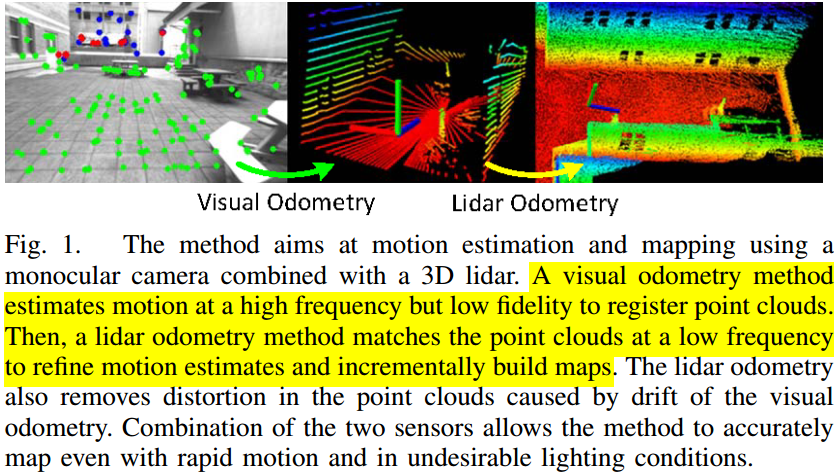 Visual Odometry
Lidar Odometry
Fig. 1. The method aims at motion estimation and mapping using a
monocular camera combined with a 3D lidar. A visual odometry method
estimates motion at a high frequency but low fidelity to register point clouds.
Then, a lidar odometry method matches the point clouds at a low frequency
to refine motion estimates and incrementally build maps. The lidar odometry
also removes distortion in the point clouds caused by drift of the visual
odometry. Combination of the two sensors allows the method to accurately
map even with rapid motion and in undesirable lighting conditions.